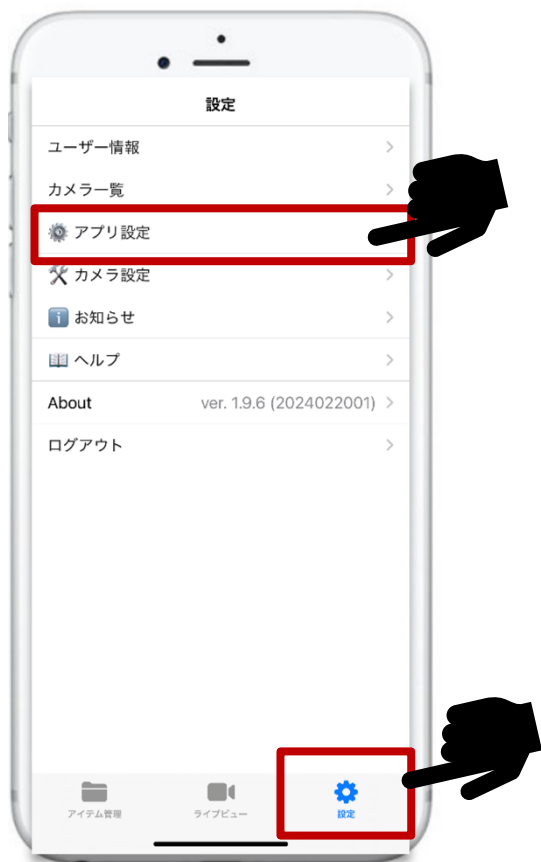 設定
ユーザー情報
カメラ一覧
アプリ設定
カメラ設定
お知らせ
ヘルプ
About ver. 1.9.6 (2024022001)
ログアウト
アイテム管理 ライブビュー 設定